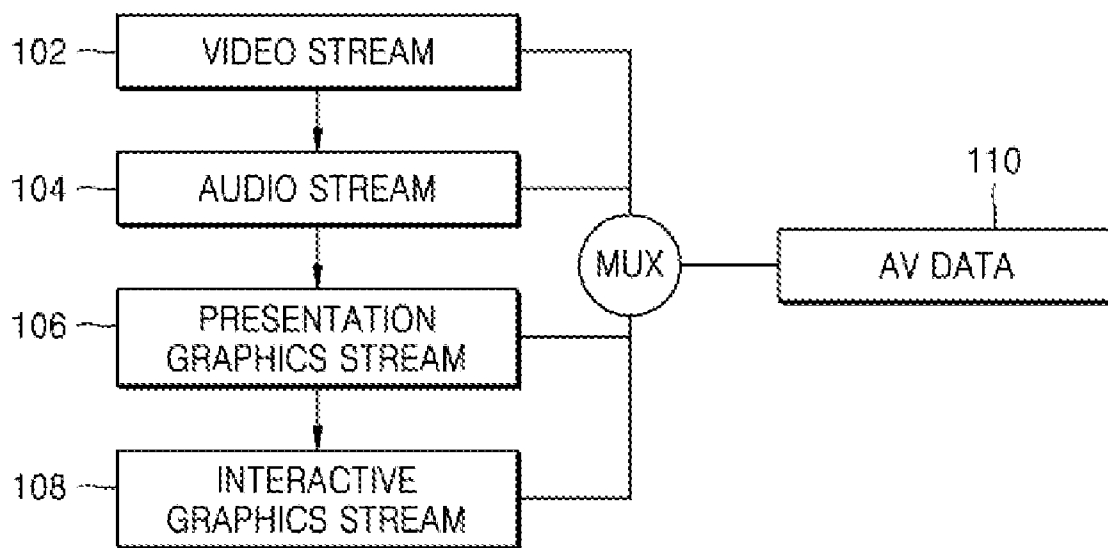 102
VIDEO STREAM
104
AUDIO STREAM
106
PRESENTATION
GRAPHICS STREAM
108
INTERACTIVE
GRAPHICS STREAM
MUX
110
AV DATA